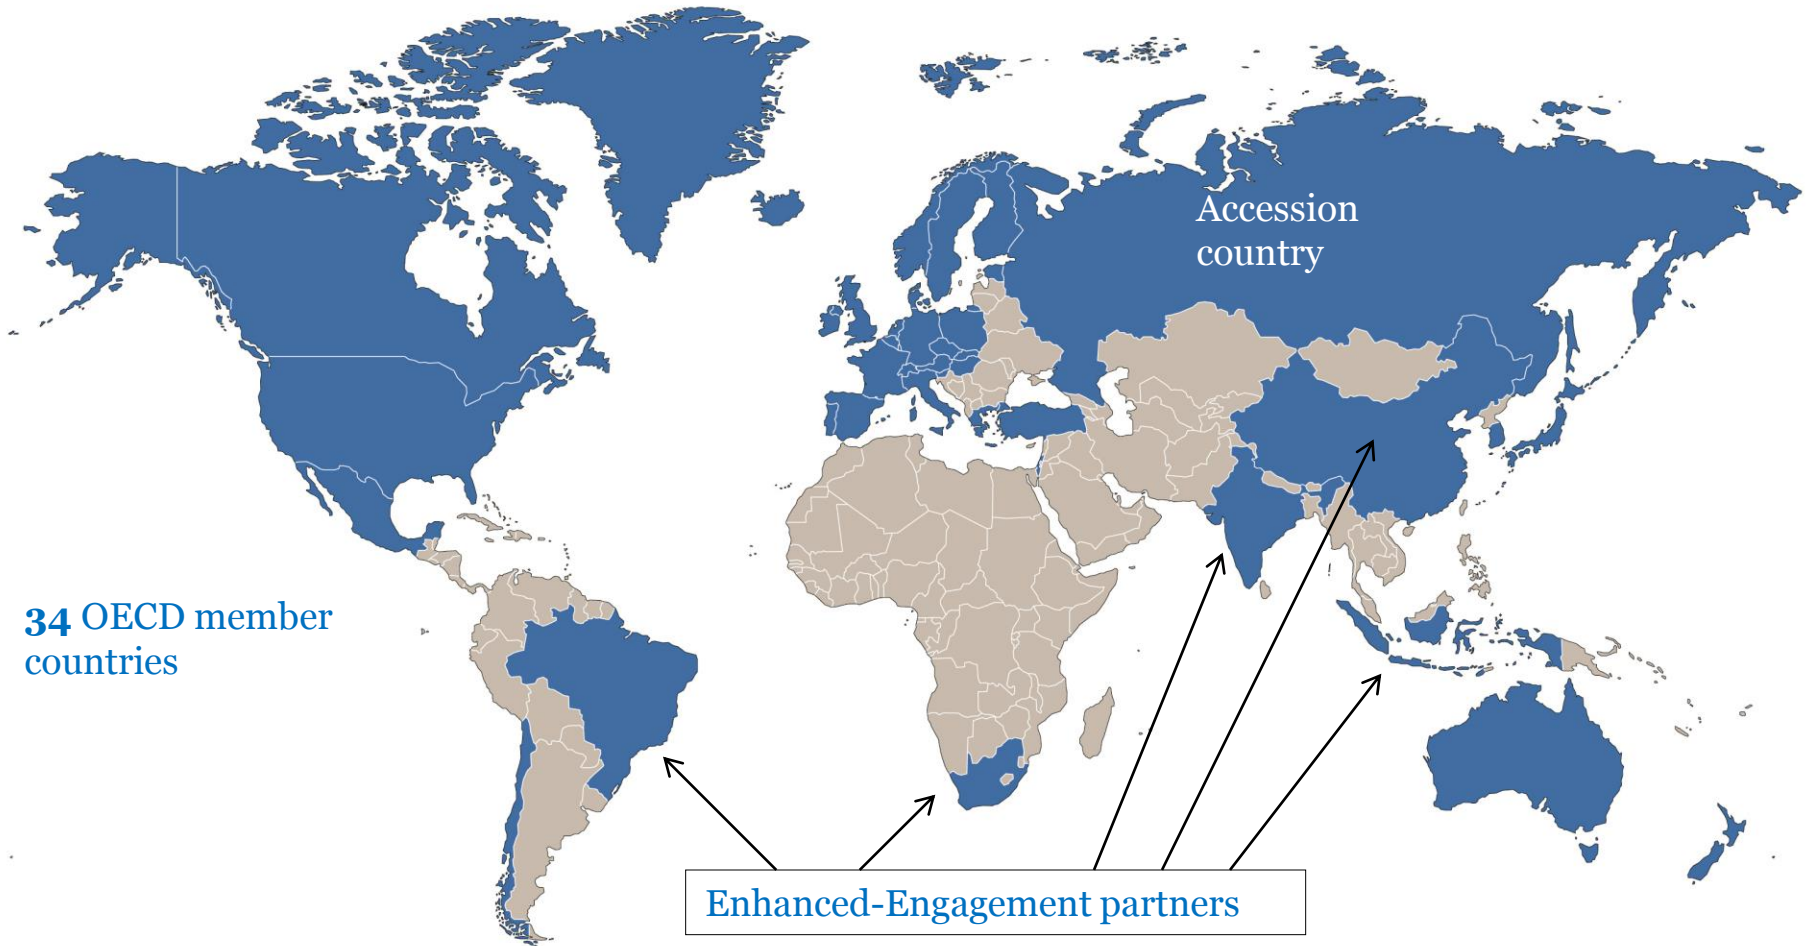 Accession
country
34 OECD member
countries
Enhanced-Engagement partners